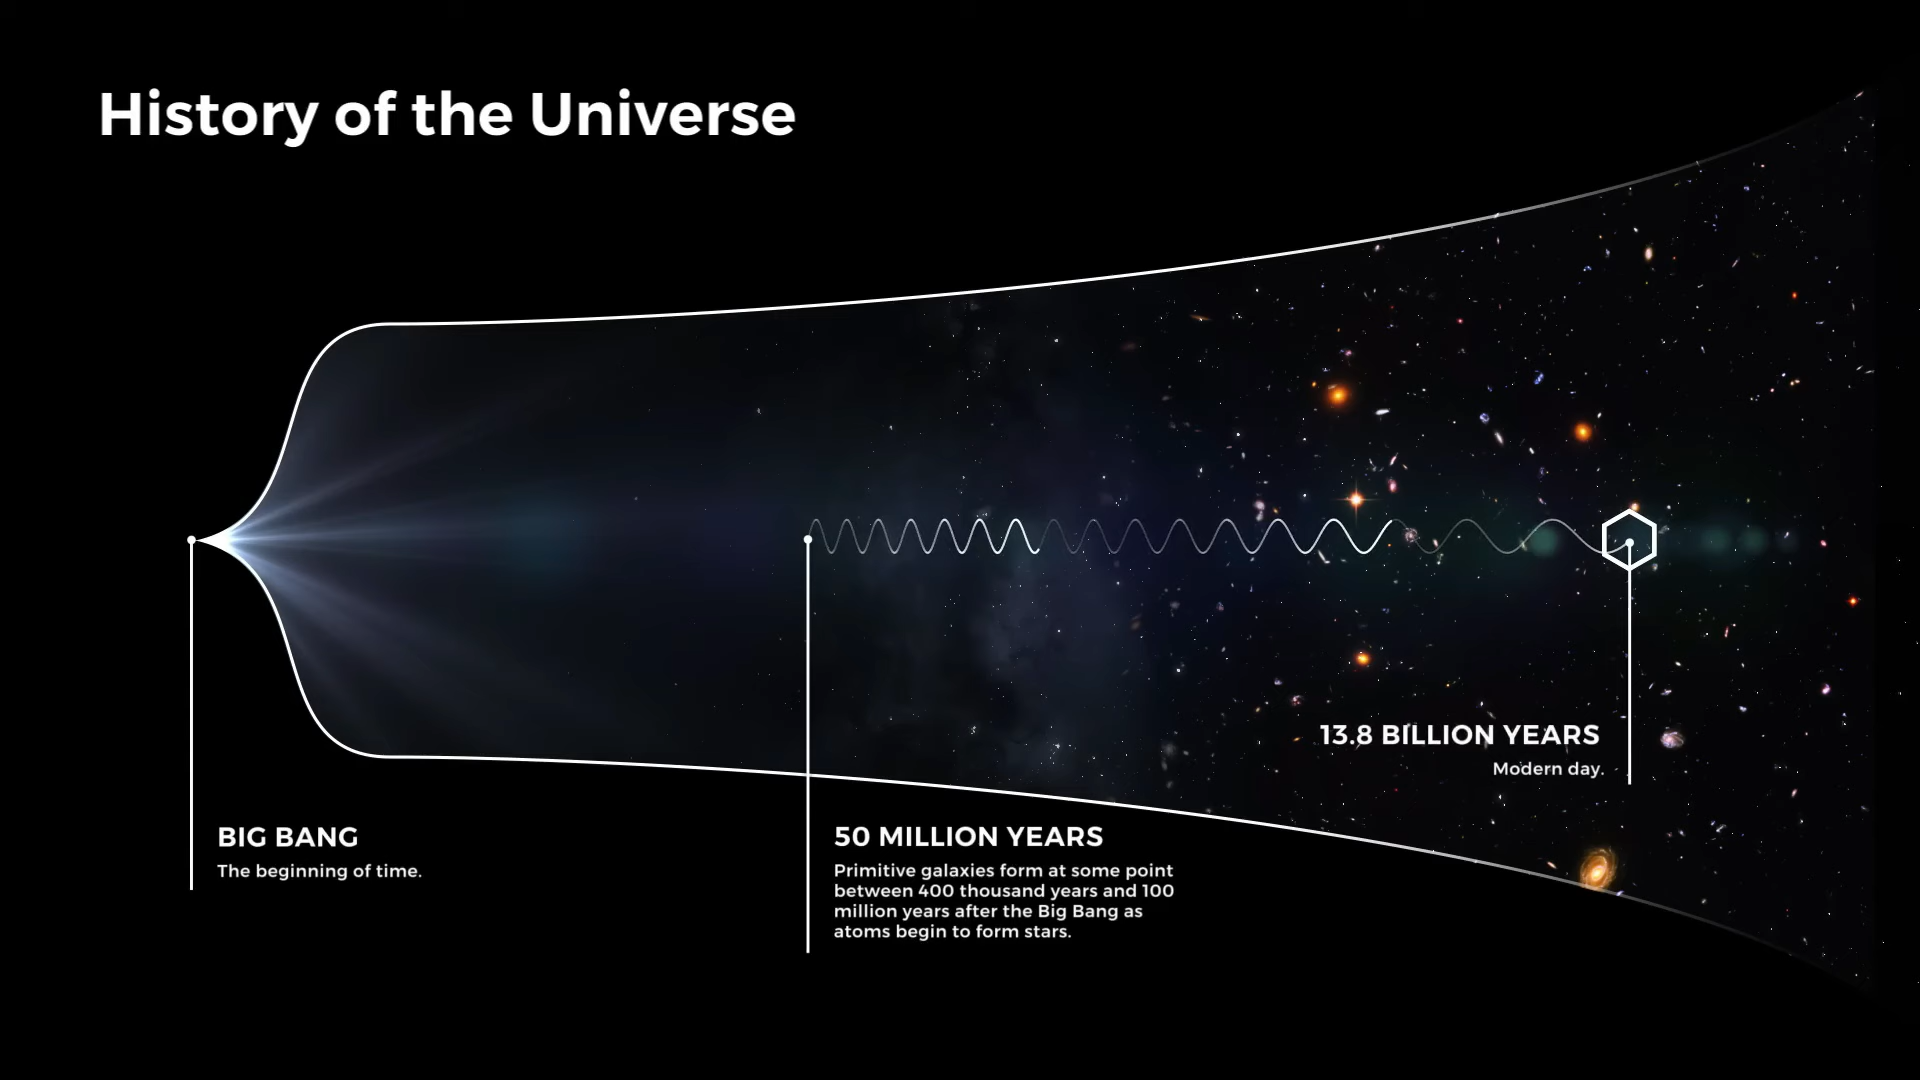 History of the Universe
13.8 BILLION YEARS
Modern day.
BIG BANG
The beginning of time.
50 MILLION YEARS
Primitive galaxies form at some point
between 400 thousand years and 100
million years after the Big Bang as
atoms begin to form stars.